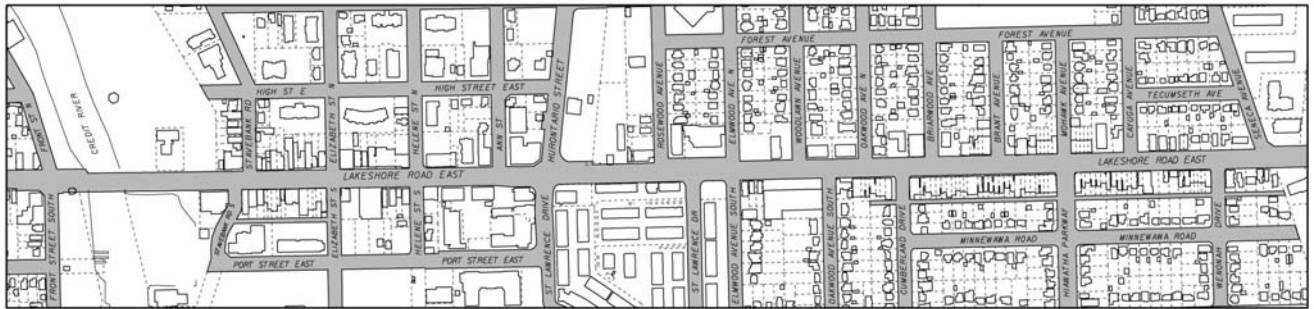 FOREST AVENUE
FOREST AVENUE
FRONT ST N
CREDIT RIVER
HIGH ST E
HIGH STREET EAST
STAVEBANK RD
ELIZABETH ST N
HELENE ST N
ANN ST
HURONTARIO STREET
ROSEWOOD AVENUE
ELMWOOD AVE N
WOODLAWN AVENUE
OAKWOOD AVE N
BRIARWOOD AVE
BRANT AVENUE
MOHAWK AVENUE
CAYUGA AVENUE
TECUMSETH AVE
SENECA AVENUE
LAKESHORE ROAD EAST
LAKESHORE ROAD EAST
FRONT STREET SOUTH
STAVEBANK RD S
ELIZABETH ST S
HELENE ST S
ST LAWRENCE DRIVE
ST LAWRENCE DR
ELMWOOD AVENUE SOUTH
OAKWOOD AVENUE SOUTH
CUMBERLAND DRIVE
MINNEWAWA ROAD
HIAWATHA PARKWAY
MINNEWAWA ROAD
WENONAH DRIVE
PORT STREET EAST
PORT STREET EAST